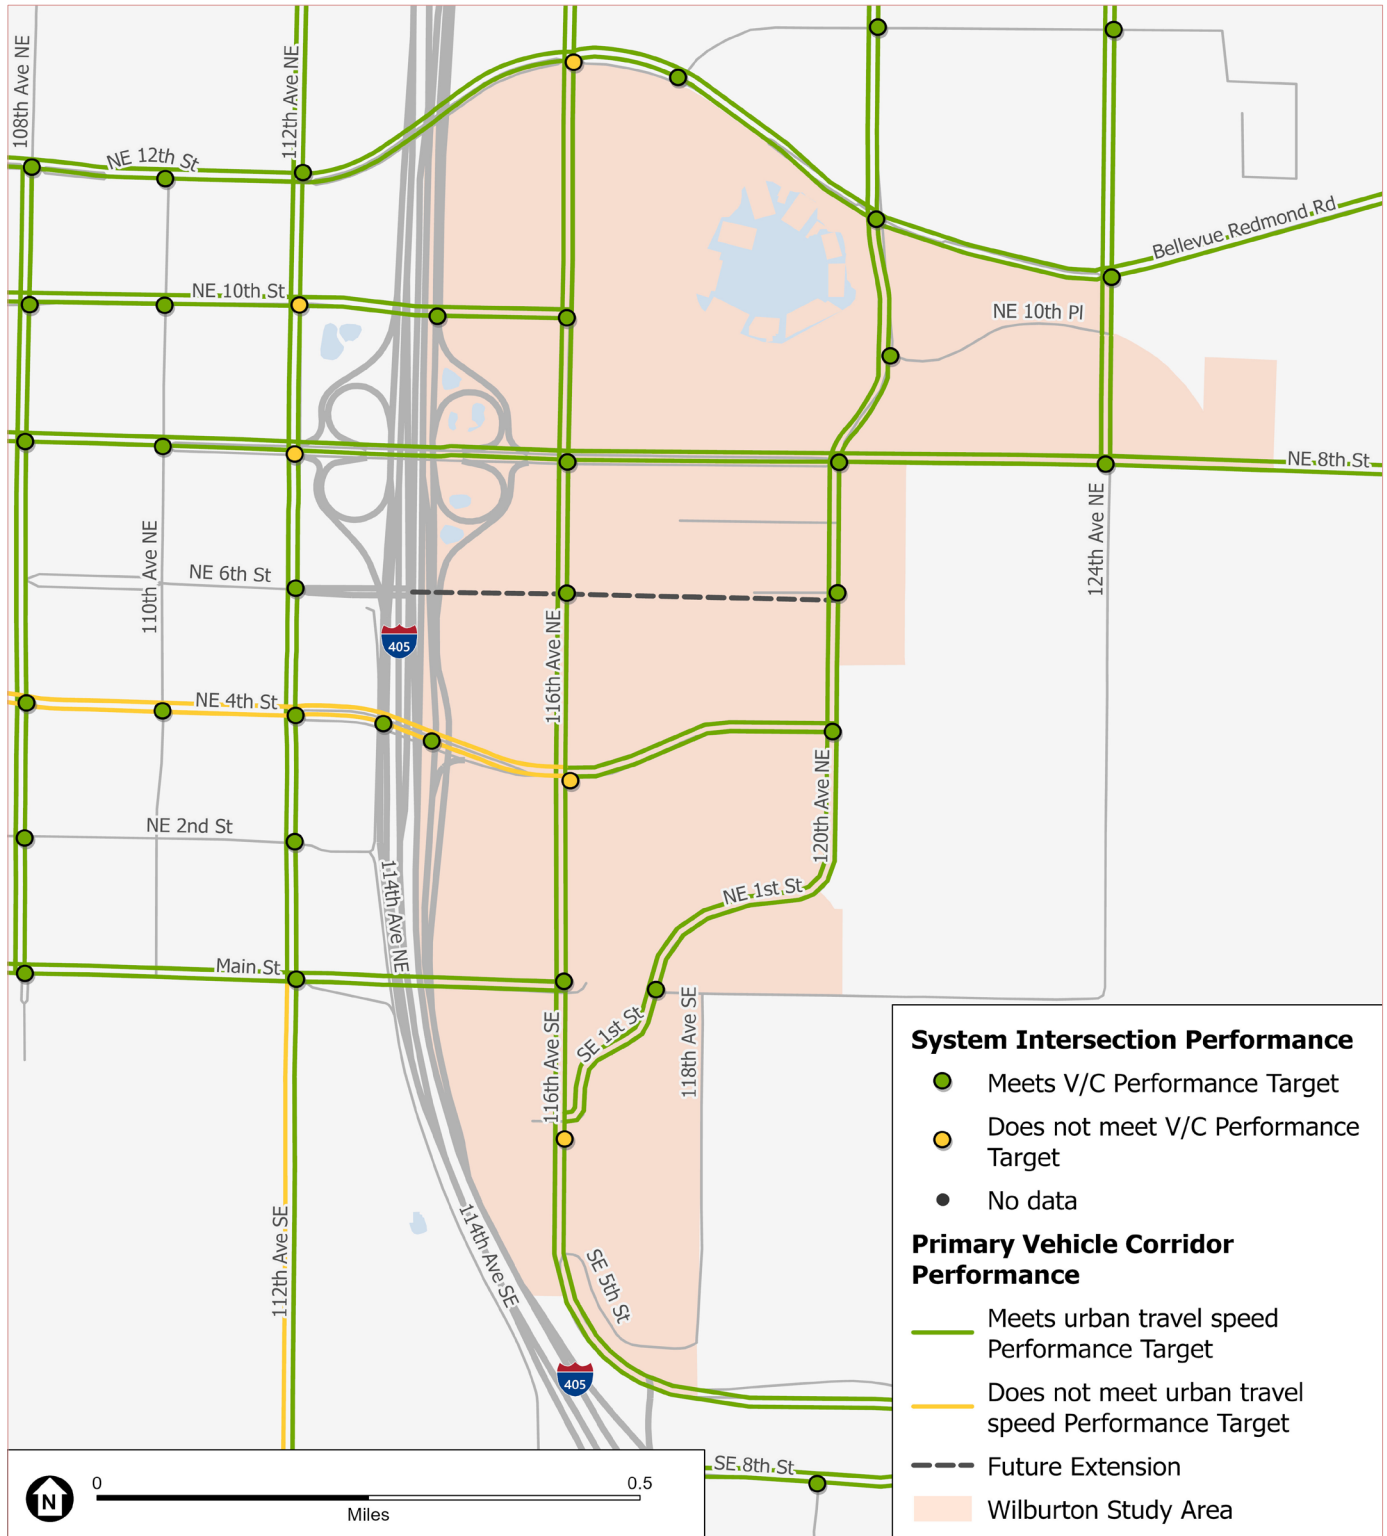 108th Ave NE
112th Ave NE
NE 12th St
Bellevue Redmond Rd
NE 10th St
NE 10th Pl
NE 8th St
110th Ave NE
124th Ave NE
NE 6th St
405
116th Ave NE
NE 4th St
120th Ave NE
NE 2nd St
114th Ave NE
NE 1st St
Main St
116th Ave SE
SE 1st St
118th Ave SE
112th Ave SE
114th Ave SE
SE 5th St
405
SE 8th St
System Intersection Performance
Meets V/C Performance Target
Does not meet V/C Performance
Target
No data
Primary Vehicle Corridor
Performance
Meets urban travel speed
Performance Target
Does not meet urban travel
speed Performance Target
Future Extension
Wilburton Study Area
N
0
0.5
Miles